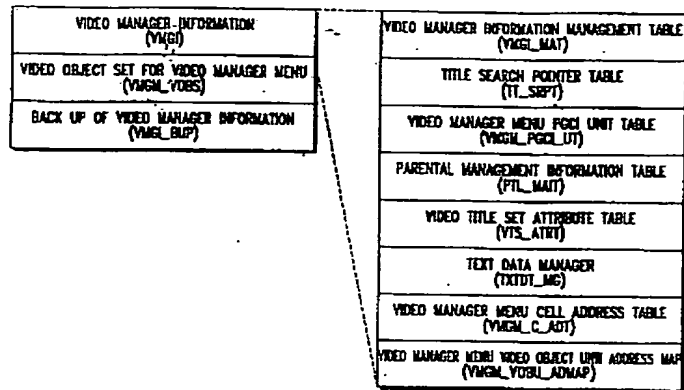 VIDEO MANAGER INFORMATION
(VMGI)
VIDEO OBJECT SET FOR VIDEO MANAGER MENU
(VMGM_VOBS)
BACK UP OF VIDEO MANAGER INFORMATION
(VMGI_BUP)
VIDEO MANAGER INFORMATION MANAGEMENT TABLE
(VMGI_MAT)
TITLE SEARCH POINTER TABLE
(TT_SRPT)
VIDEO MANAGER MENU PGCI UNIT TABLE
(VMGM_PGCI_UT)
PARENTAL MANAGEMENT INFORMATION TABLE
(PTL_MAIT)
VIDEO TITLE SET ATTRIBUTE TABLE
(VTS_ATRT)
TEXT DATA MANAGER
(TXTDT_MG)
VIDEO MANAGER MENU CELL ADDRESS TABLE
(VMGM_C_ADT)
VIDEO MANAGER MENU VIDEO OBJECT UNIT ADDRESS MAP
(VMGM_VOBU_ADMAP)